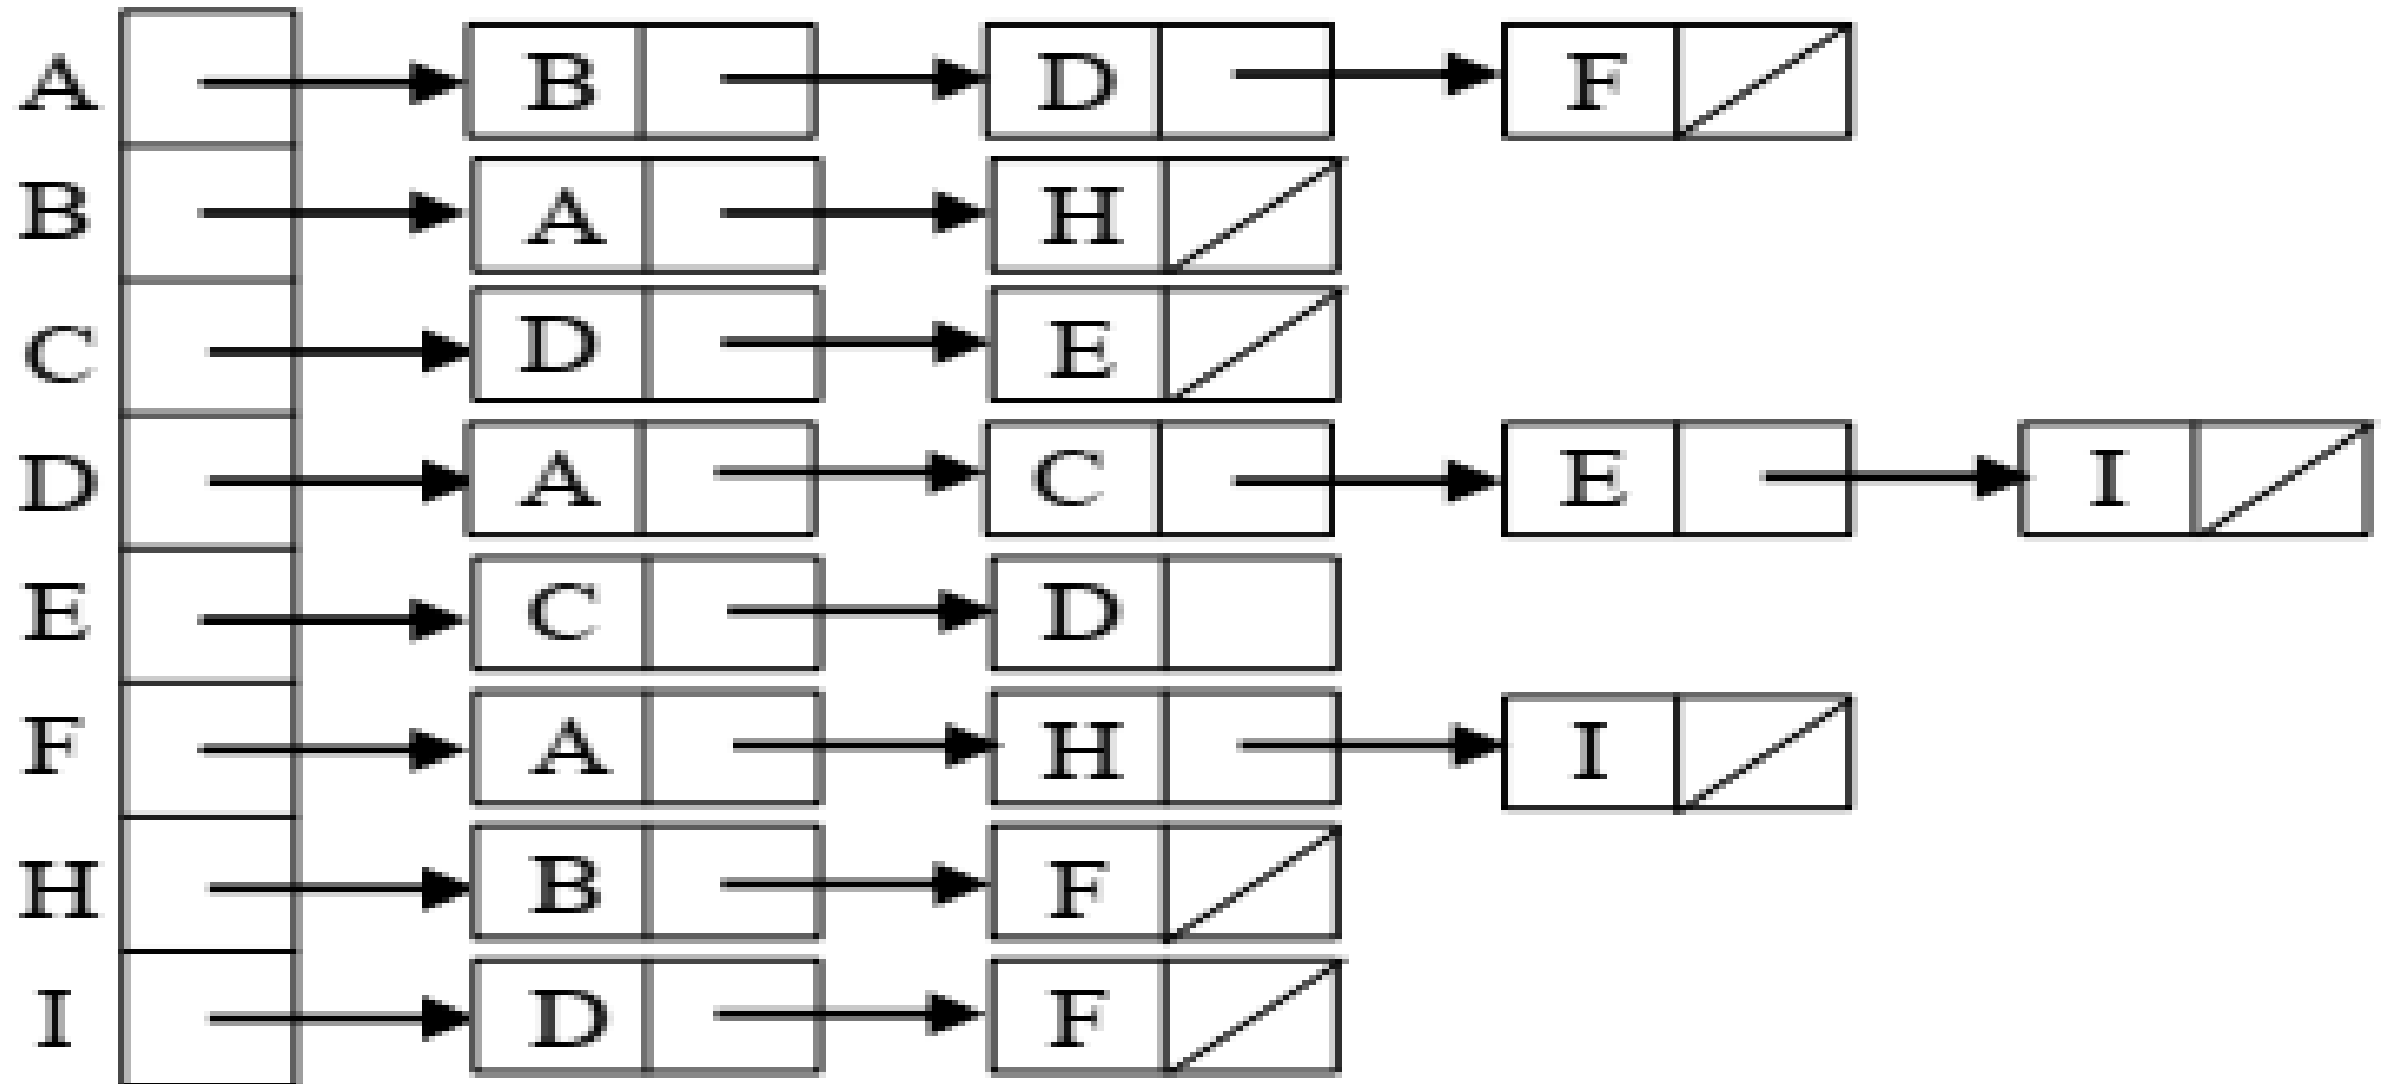 A B D F
B A H
C D E
D A C E I
E C D
F A H I
H B F
I D F